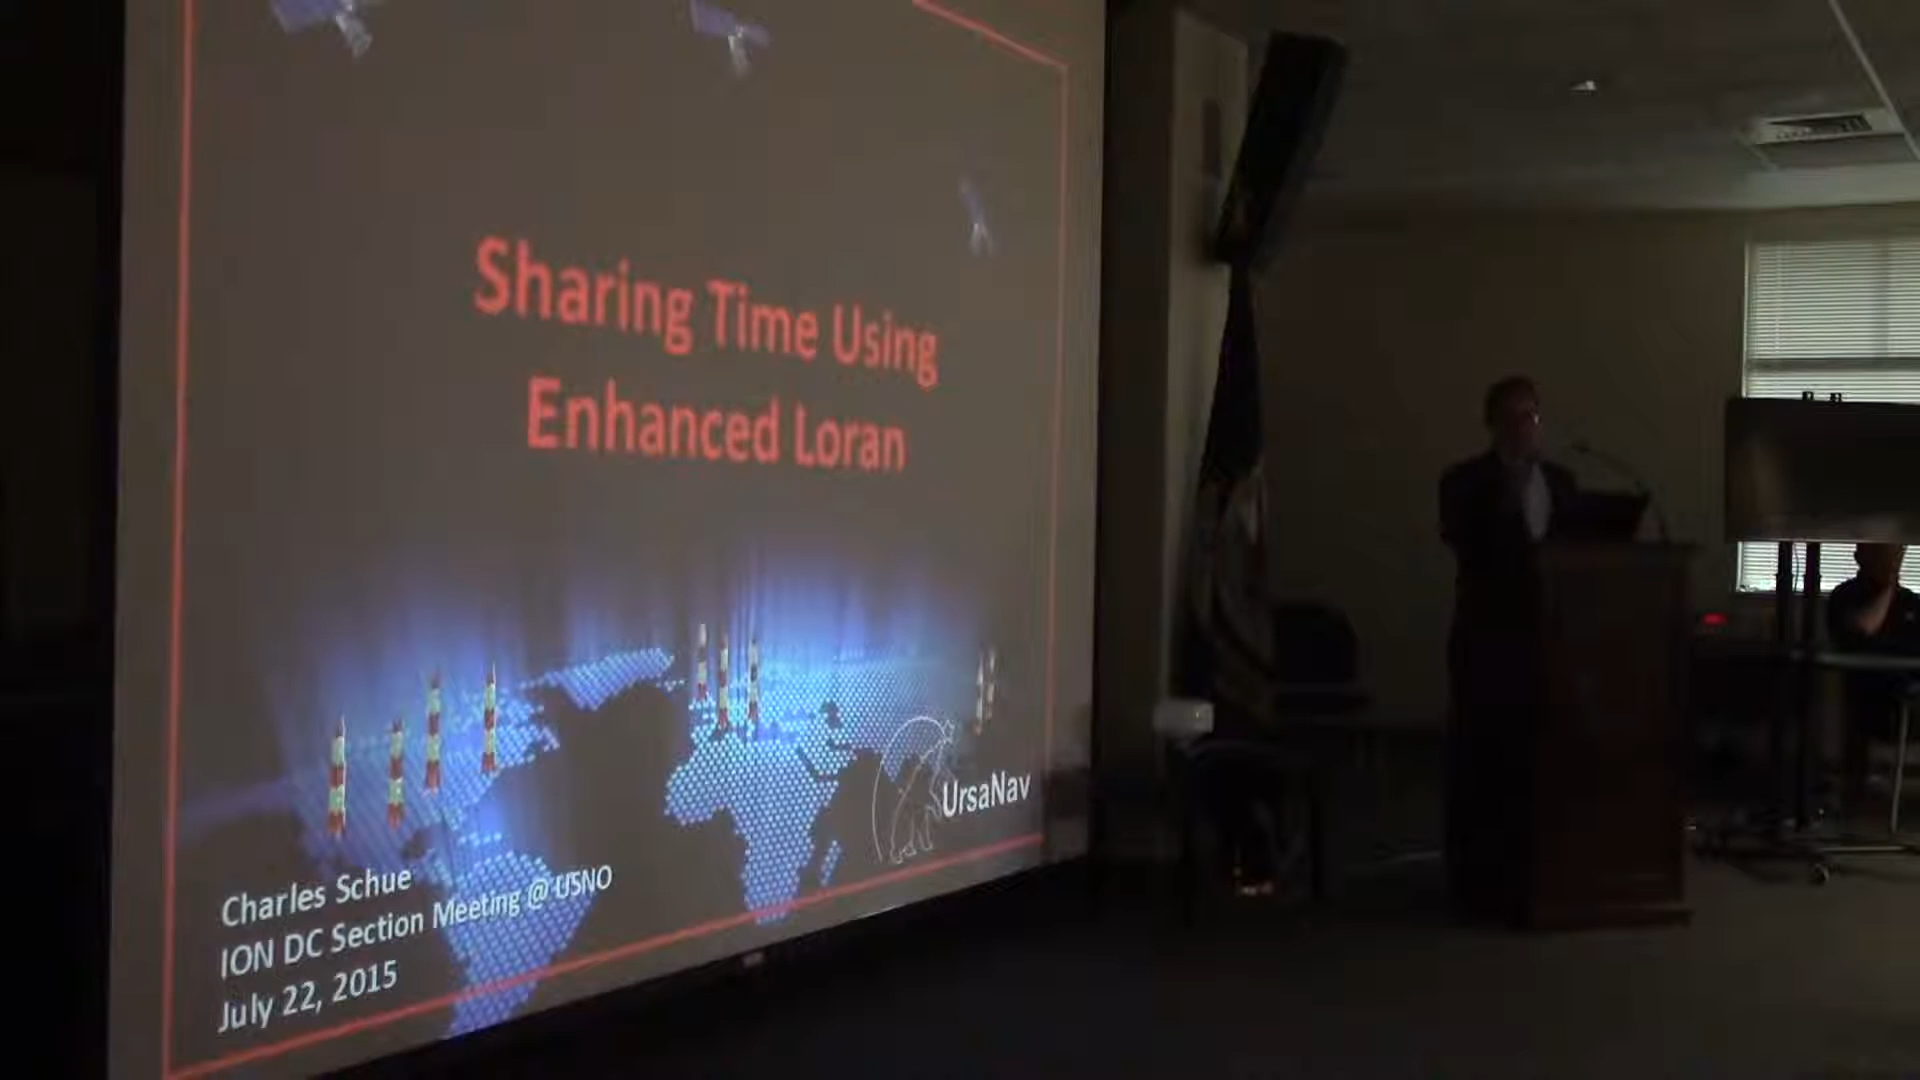 Sharing Time Using
Enhanced Loran
UrsaNav
Charles Schue
ION DC Section Meeting @ USNO
July 22, 2015